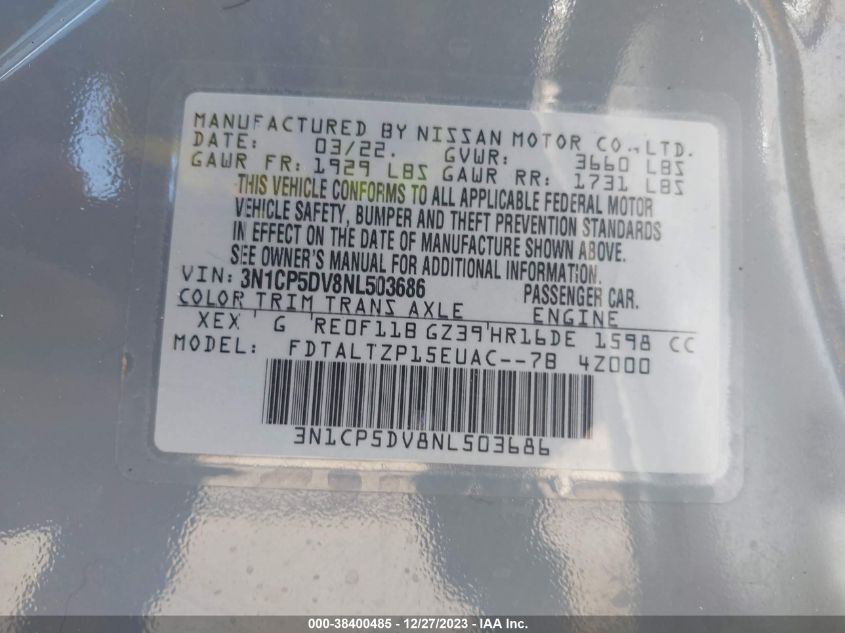 MANUFACTURED BY NISSAN MOTOR CO.,LTD.
DATE: 03/22. GVWR: 3660 LBS
GAWR FR: 1929 LBS GAWR RR: 1731 LBS
THIS VEHICLE CONFORMS TO ALL APPLICABLE FEDERAL MOTOR
VEHICLE SAFETY, BUMPER AND THEFT PREVENTION STANDARDS
IN EFFECT ON THE DATE OF MANUFACTURE SHOWN ABOVE.
SEE OWNER'S MANUAL FOR ADDITIONAL INFORMATION.
VIN: 3N1CP5DV8NL503686 PASSENGER CAR.
COLOR TRIM TRANS AXLE ENGINE
XEX G RE0F11B GZ39 HR16DE 1598 CC
MODEL: FDTALTZP15EUAC--7B 4Z000
3N1CP5DV8NL503686
000-38400485 - 12/27/2023 - IAA Inc.